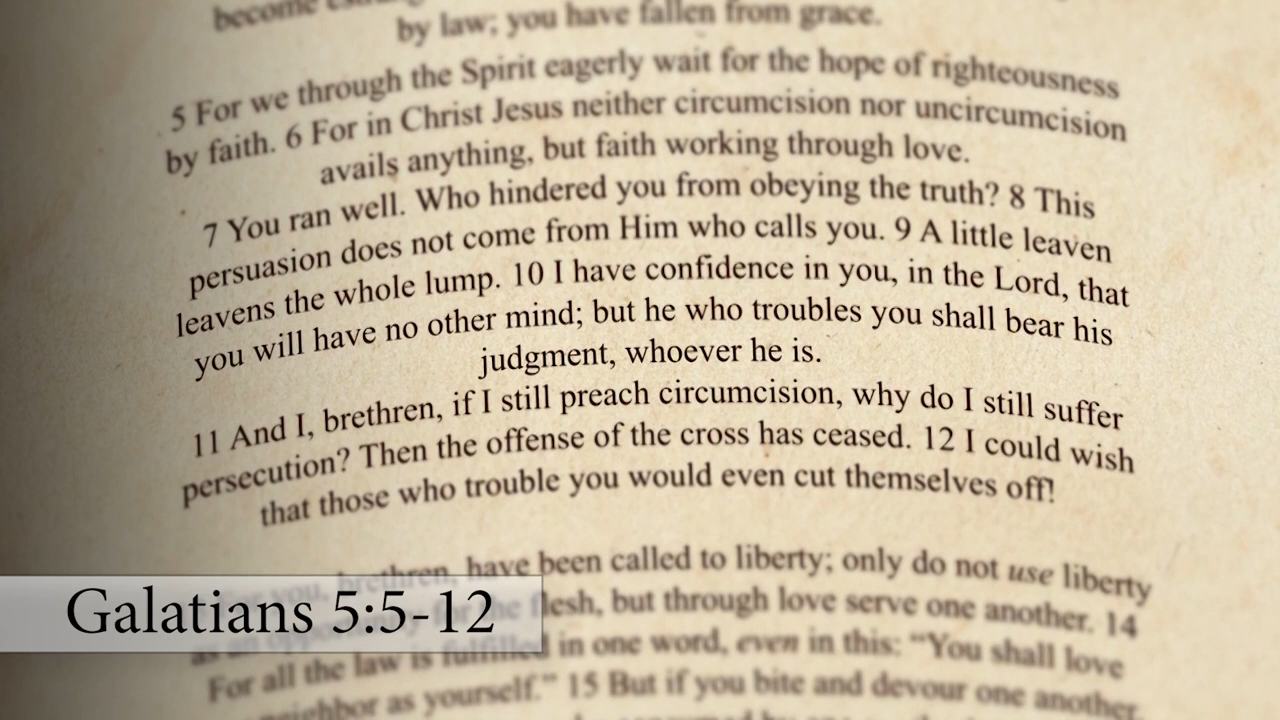 become
by law; you have fallen from grace.
5 For we through the Spirit eagerly wait for the hope of righteousness
by faith. 6 For in Christ Jesus neither circumcision nor uncircumcision
avails anything, but faith working through love.
7 You ran well. Who hindered you from obeying the truth? 8 This
persuasion does not come from Him who calls you. 9 A little leaven
leavens the whole lump. 10 I have confidence in you, in the Lord, that
you will have no other mind; but he who troubles you shall bear his
judgment, whoever he is.
11 And I, brethren, if I still preach circumcision, why do I still suffer
persecution? Then the offense of the cross has ceased. 12 I could wish
that those who trouble you would even cut themselves off!
you, brethren, have been called to liberty; only do not use liberty
as an opportunity for the flesh, but through love serve one another. 14
For all the law is fulfilled in one word, even in this: “You shall love
neighbor as yourself.” 15 But if you bite and devour one another
Galatians 5:5-12